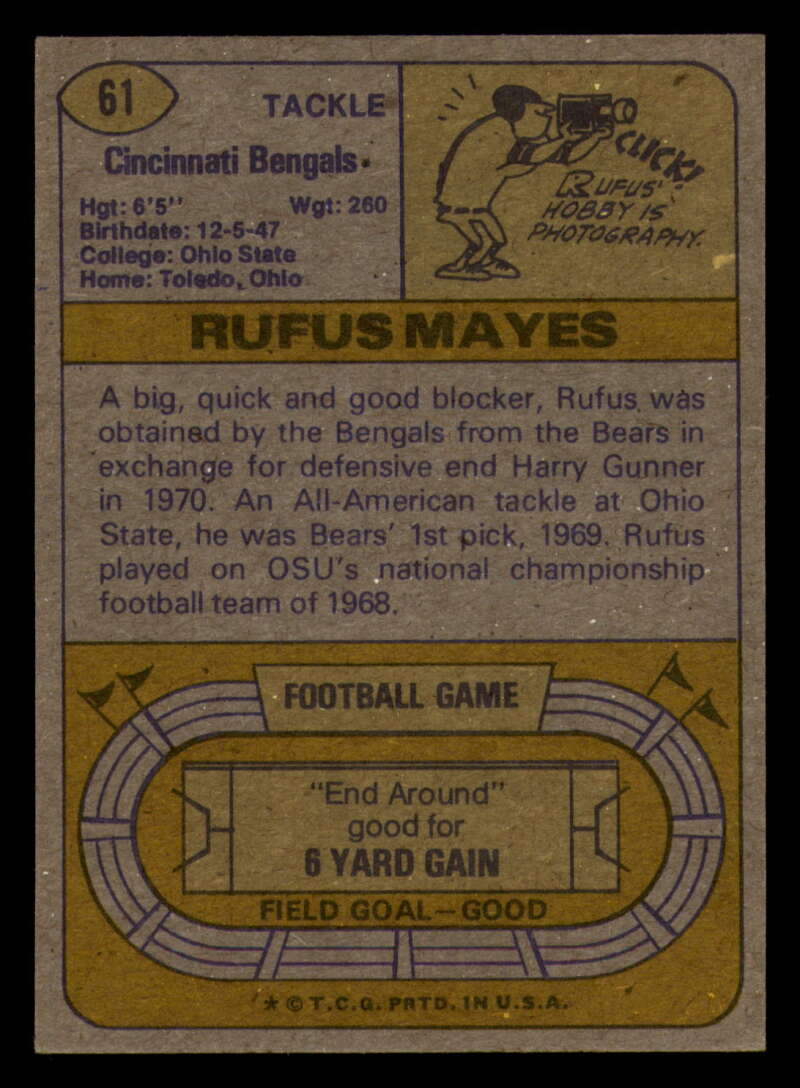 61
TACKLE
Cincinnati Bengals
Hgt: 6'5" Wgt: 260
Birthdate: 12-5-47
College: Ohio State
Home: Toledo, Ohio
CLICK!
RUFUS'
HOBBY IS
PHOTOGRAPHY.
RUFUS MAYES
A big, quick and good blocker, Rufus was
obtained by the Bengals from the Bears in
exchange for defensive end Harry Gunner
in 1970. An All-American tackle at Ohio
State, he was Bears' 1st pick, 1969. Rufus
played on OSU's national championship
football team of 1968.
FOOTBALL GAME
"End Around"
good for
6 YARD GAIN
FIELD GOAL—GOOD
* © T.C.G. PRTD. IN U.S.A.